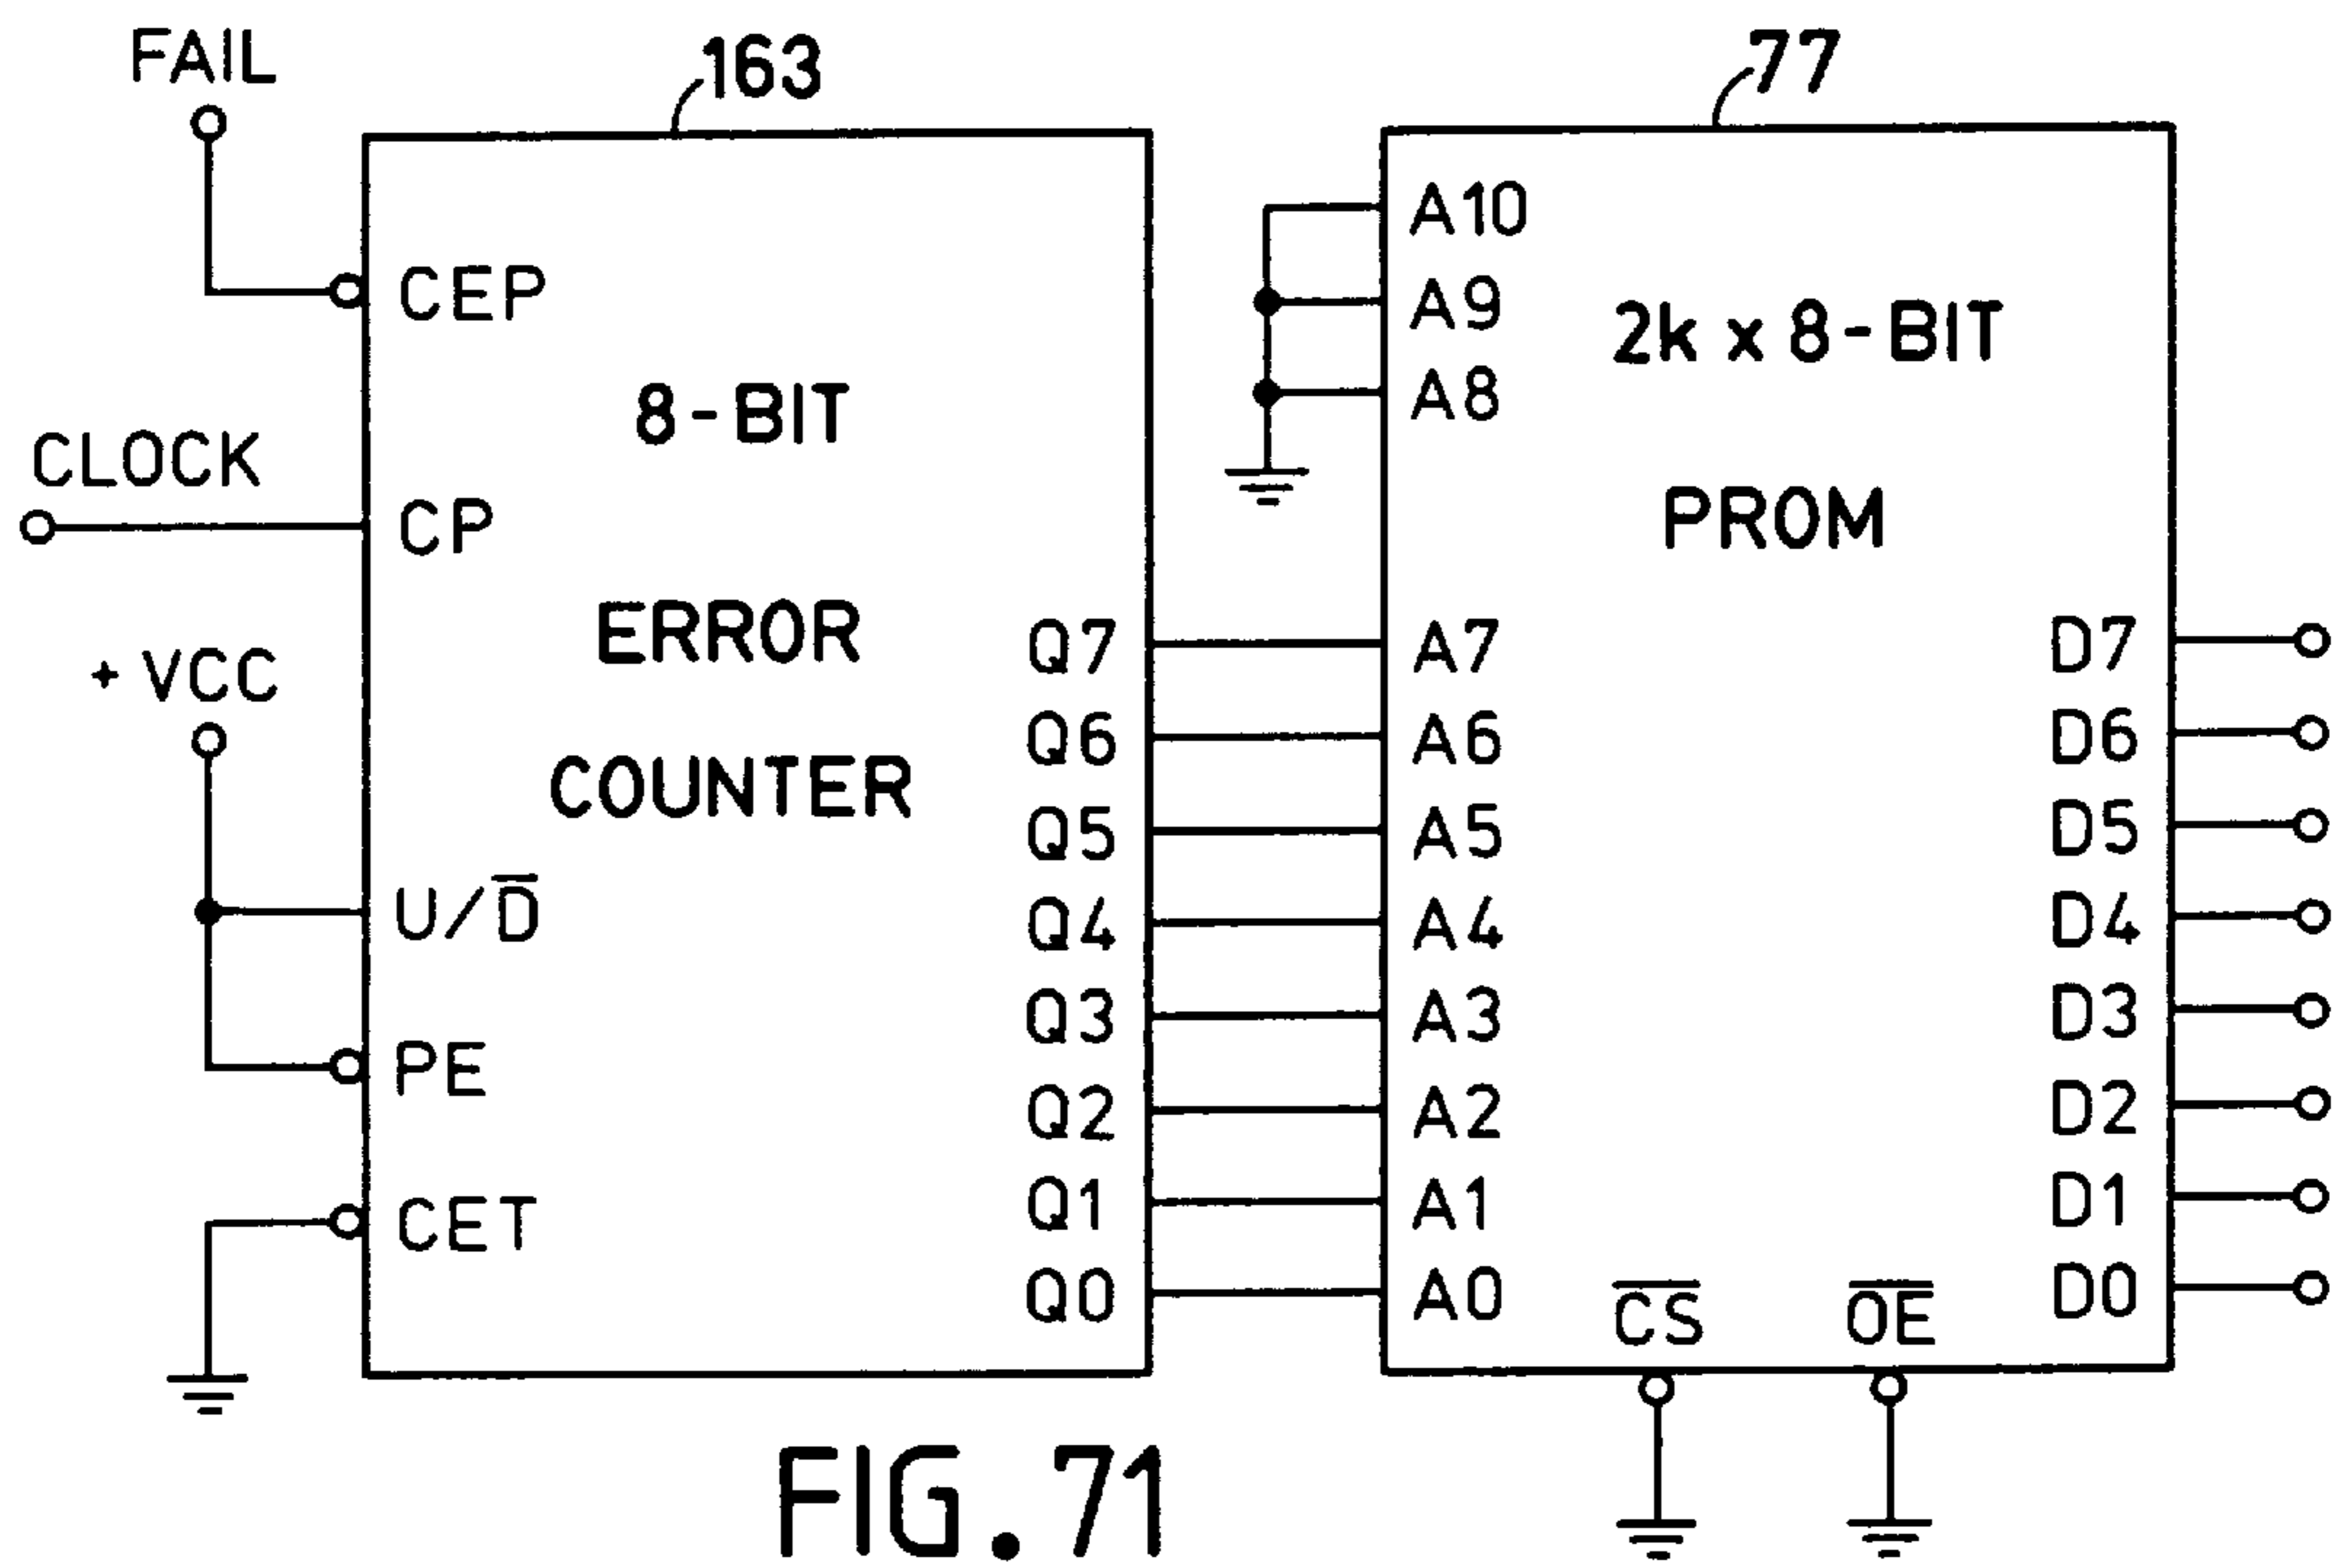 FAIL
163
77
CEP
8-BIT
CLOCK
CP
ERROR
COUNTER
+ VCC
U/D̅
PE
CET
Q7
Q6
Q5
Q4
Q3
Q2
Q1
Q0
A10
A9
A8
2k x 8-BIT
PROM
A7
A6
A5
A4
A3
A2
A1
A0
D7
D6
D5
D4
D3
D2
D1
D0
C̅S̅
O̅E̅
FIG. 71